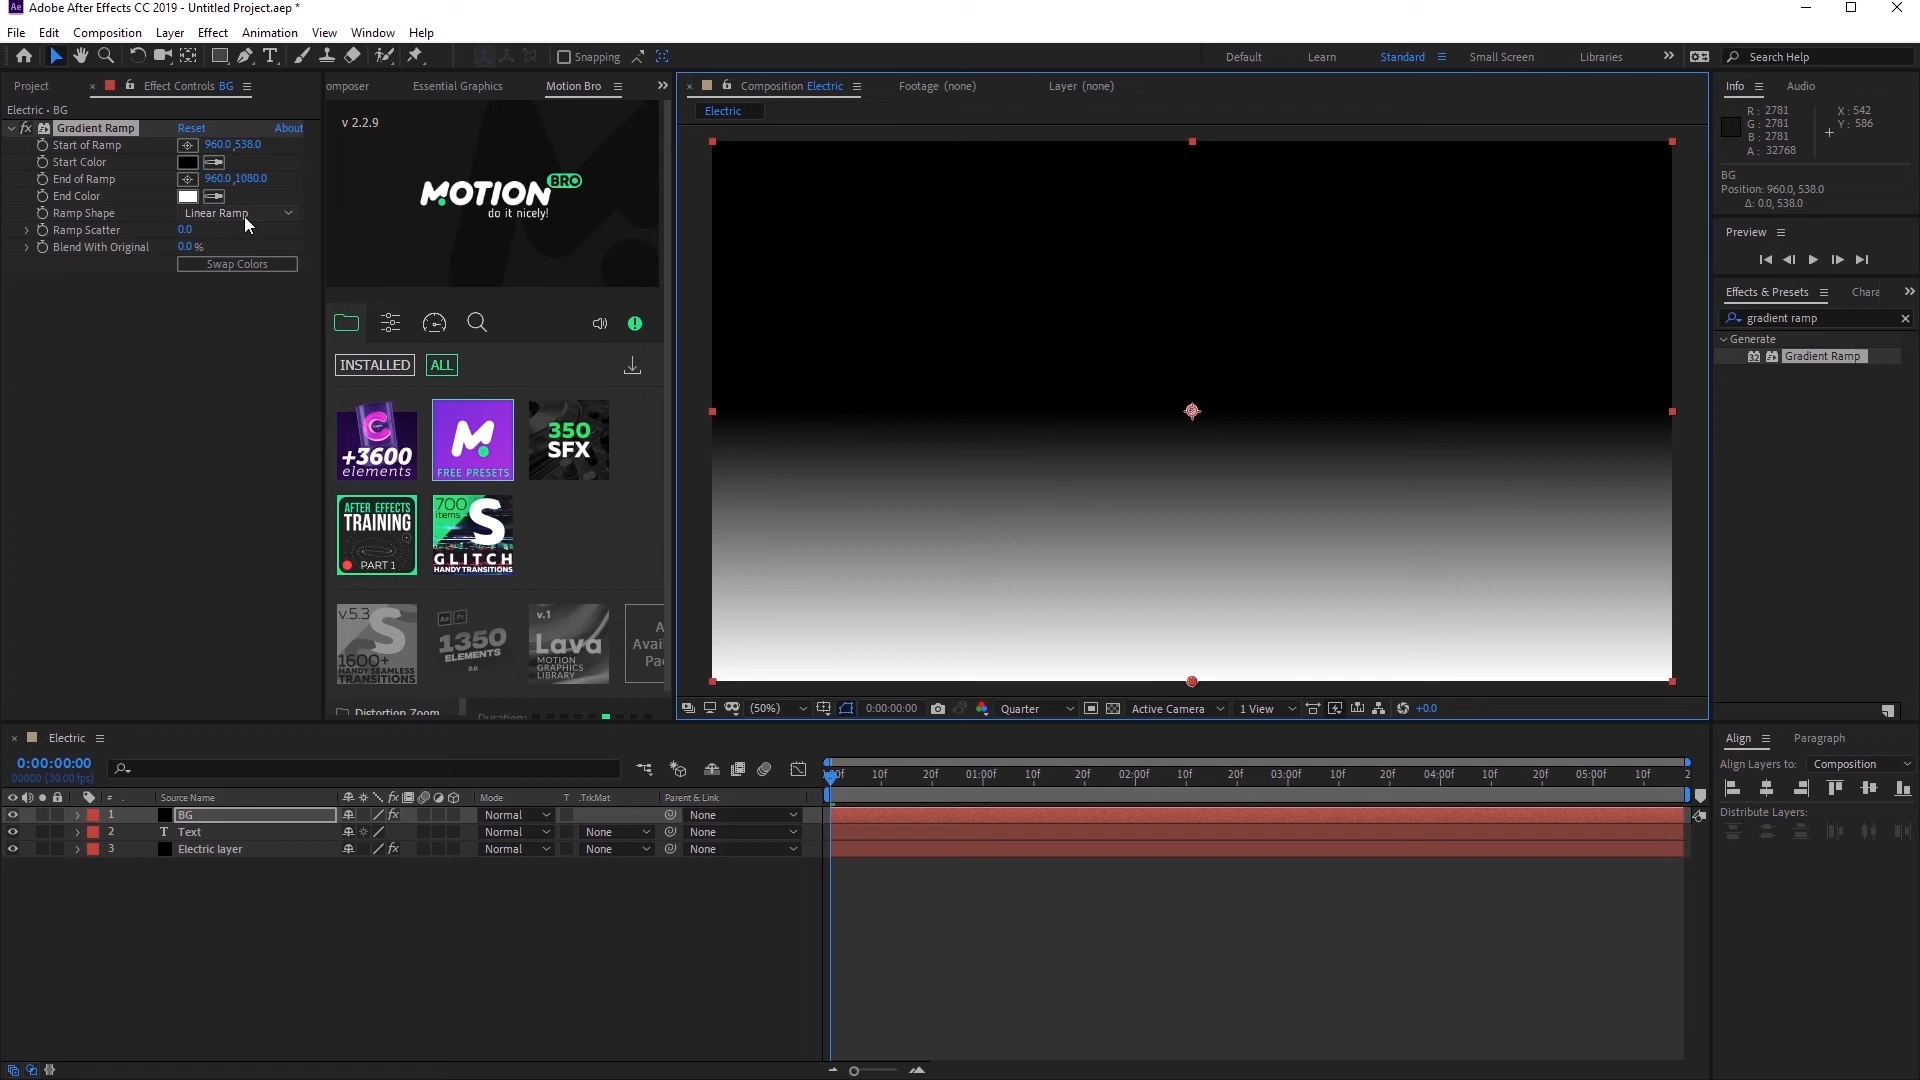 Adobe After Effects CC 2019 - Untitled Project.aep *
File Edit Composition Layer Effect Animation View Window Help
Snapping
Default Learn Standard Small Screen Libraries Search Help
Project Effect Controls BG
Electric • BG
fx Gradient Ramp Reset About
Start of Ramp 960.0,538.0
Start Color
End of Ramp 960.0,1080.0
End Color
Ramp Shape Linear Ramp
Ramp Scatter 0.0
Blend With Original 0.0 %
Swap Colors
omposer Essential Graphics Motion Bro
v 2.2.9
MOTION BRO
do it nicely!
INSTALLED ALL
+3600
elements
M
FREE PRESETS
350
SFX
AFTER EFFECTS
TRAINING
PART 1
700
items
S
GLITCH
HANDY TRANSITIONS
v.5.3
S
1600+
HANDY SEAMLESS
TRANSITIONS
Ae Pr
1350
ELEMENTS
2.0
v.1
Lava
MOTION
GRAPHICS
LIBRARY
A
Avai
Pa
Distortion Zoom
Duration:
Composition Electric Footage (none) Layer (none)
Electric
(50%) 0:00:00:00 Quarter Active Camera 1 View +0.0
Info Audio
R : 2781 X : 542
G : 2781 Y : 586
B : 2781
A : 32768
BG
Position: 960.0, 538.0
Δ: 0.0, 538.0
Preview
Effects & Presets Chara
gradient ramp
Generate
32 Gradient Ramp
Electric
0:00:00:00
00000 (30.00 fps)
:00f 10f 20f 01:00f 10f 20f 02:00f 10f 20f 03:00f 10f 20f 04:00f 10f 20f 05:00f 10f 2
# Source Name fx Mode T .TrkMat Parent & Link
1 BG fx Normal None
2 T Text Normal None None
3 Electric layer fx Normal None None
Align Paragraph
Align Layers to: Composition
Distribute Layers: